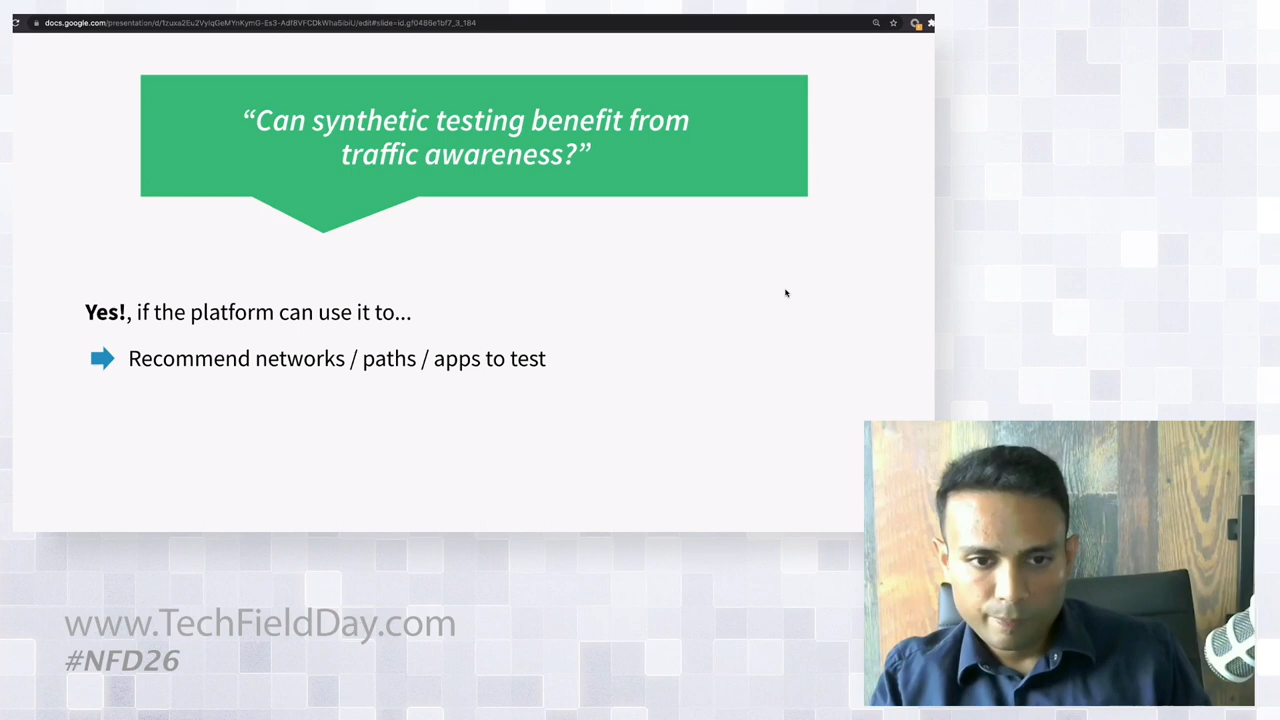 “Can synthetic testing benefit from
traffic awareness?”
Yes!, if the platform can use it to...
Recommend networks / paths / apps to test
www.TechFieldDay.com
#NFD26